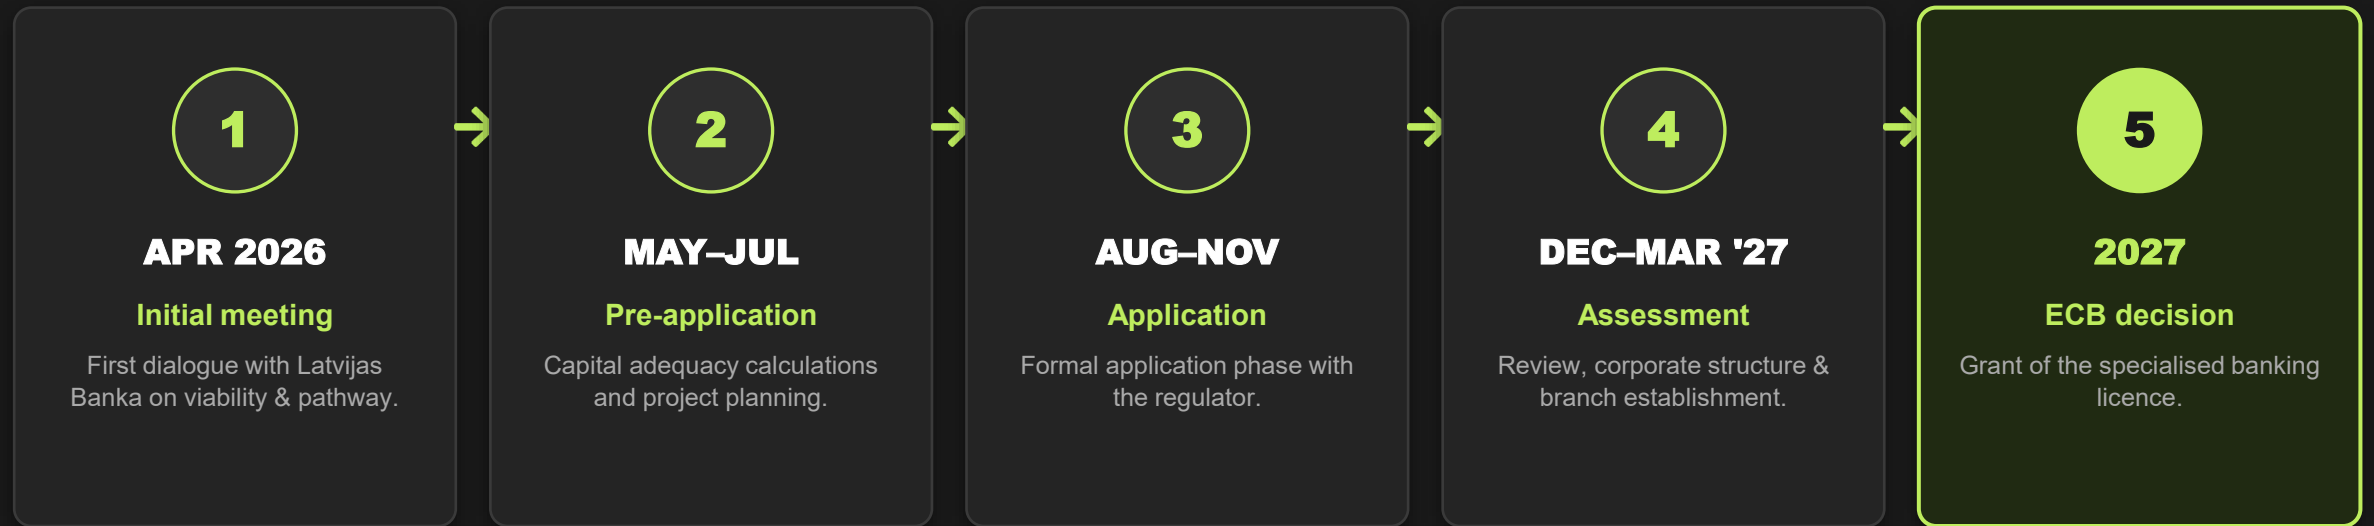 1
APR 2026
Initial meeting
First dialogue with Latvijas
Banka on viability & pathway.
2
MAY–JUL
Pre-application
Capital adequacy calculations
and project planning.
3
AUG–NOV
Application
Formal application phase with
the regulator.
4
DEC–MAR '27
Assessment
Review, corporate structure &
branch establishment.
5
2027
ECB decision
Grant of the specialised banking
licence.